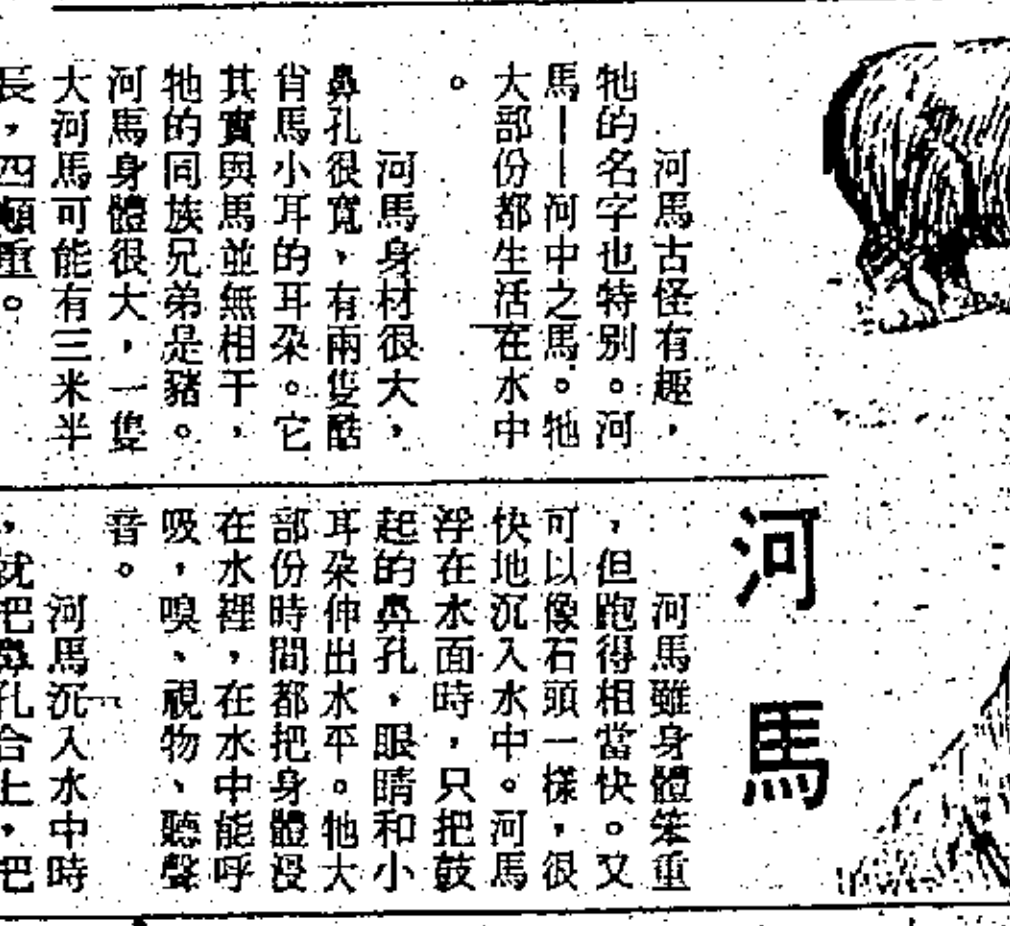 河馬
河馬古怪有趣，
牠的名字也特別。河
馬——河中之馬。牠
大部份都生活在水中
。
河馬身材很大，
鼻孔很寬，有兩隻酷
肖馬小耳的耳朶。它
其實與馬並無相干，
牠的同族兄弟是豬。
河馬身體很大，一隻
大河馬可能有三米半
長，四順重。
河馬雖身體笨重
，但跑得相當快。又
可以像石頭一樣，很
快地沉入水中。河馬
浮在水面時，只把鼓
起的鼻孔，眼睛和小
耳朶伸出水平。牠大
部份時間都把身體浸
在水裡，在水中能呼
吸，嗅、視物、聽聲
音。
河馬沉入水中時
，就把鼻孔合上，把